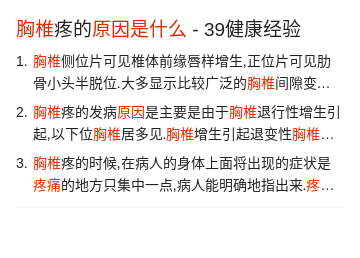 胸椎疼的原因是什么 - 39健康经验
1. 胸椎侧位片可见椎体前缘唇样增生,正位片可见肋
骨小头半脱位.大多显示比较广泛的胸椎间隙变…
2. 胸椎疼的发病原因是主要是由于胸椎退行性增生引
起,以下位胸椎居多见.胸椎增生引起退变性胸椎…
3. 胸椎疼的时候,在病人的身体上面将出现的症状是
疼痛的地方只集中一点,病人能明确地指出来.疼…